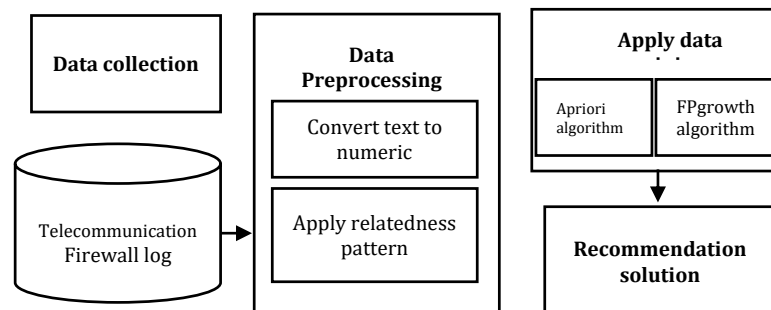 Data collection
Telecommunication
Firewall log
Data
Preprocessing
Convert text to
numeric
Apply relatedness
pattern
Apply data
Apriori
algorithm
FPgrowth
algorithm
Recommendation
solution